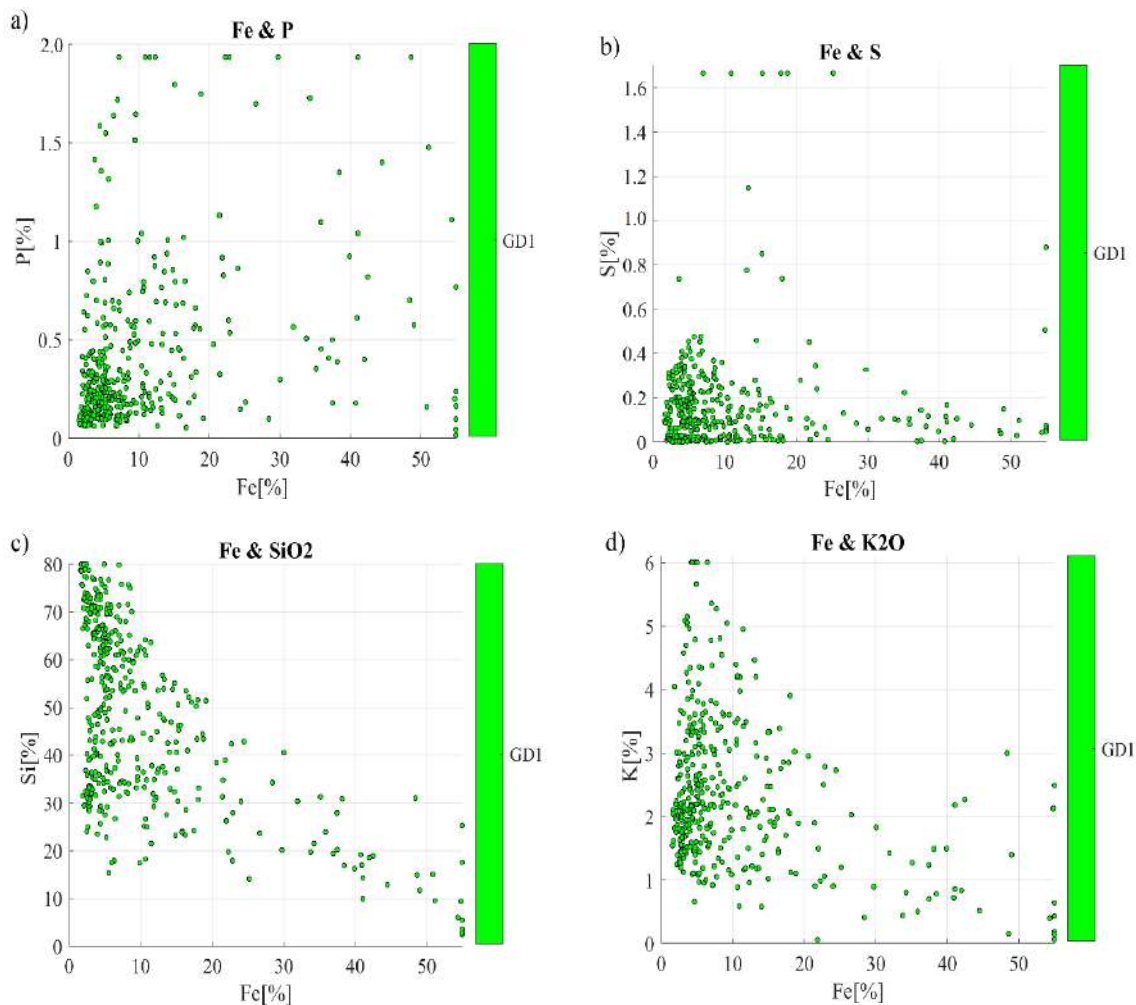 a)
Fe & P
2.0
1.5
1
0.5
0
P[%]
0 10 20 30 40 50
Fe[%]
GD1
b)
Fe & S
1.6
1.4
1.2
1.0
0.8
0.6
0.4
0.2
0
S[%]
0 10 20 30 40 50
Fe[%]
GD1
c)
Fe & SiO2
80
70
60
50
40
30
20
10
0
Si[%]
0 10 20 30 40 50
Fe[%]
GD1
d)
Fe & K2O
6
5
4
3
2
1
0
K[%]
0 10 20 30 40 50
Fe[%]
GD1